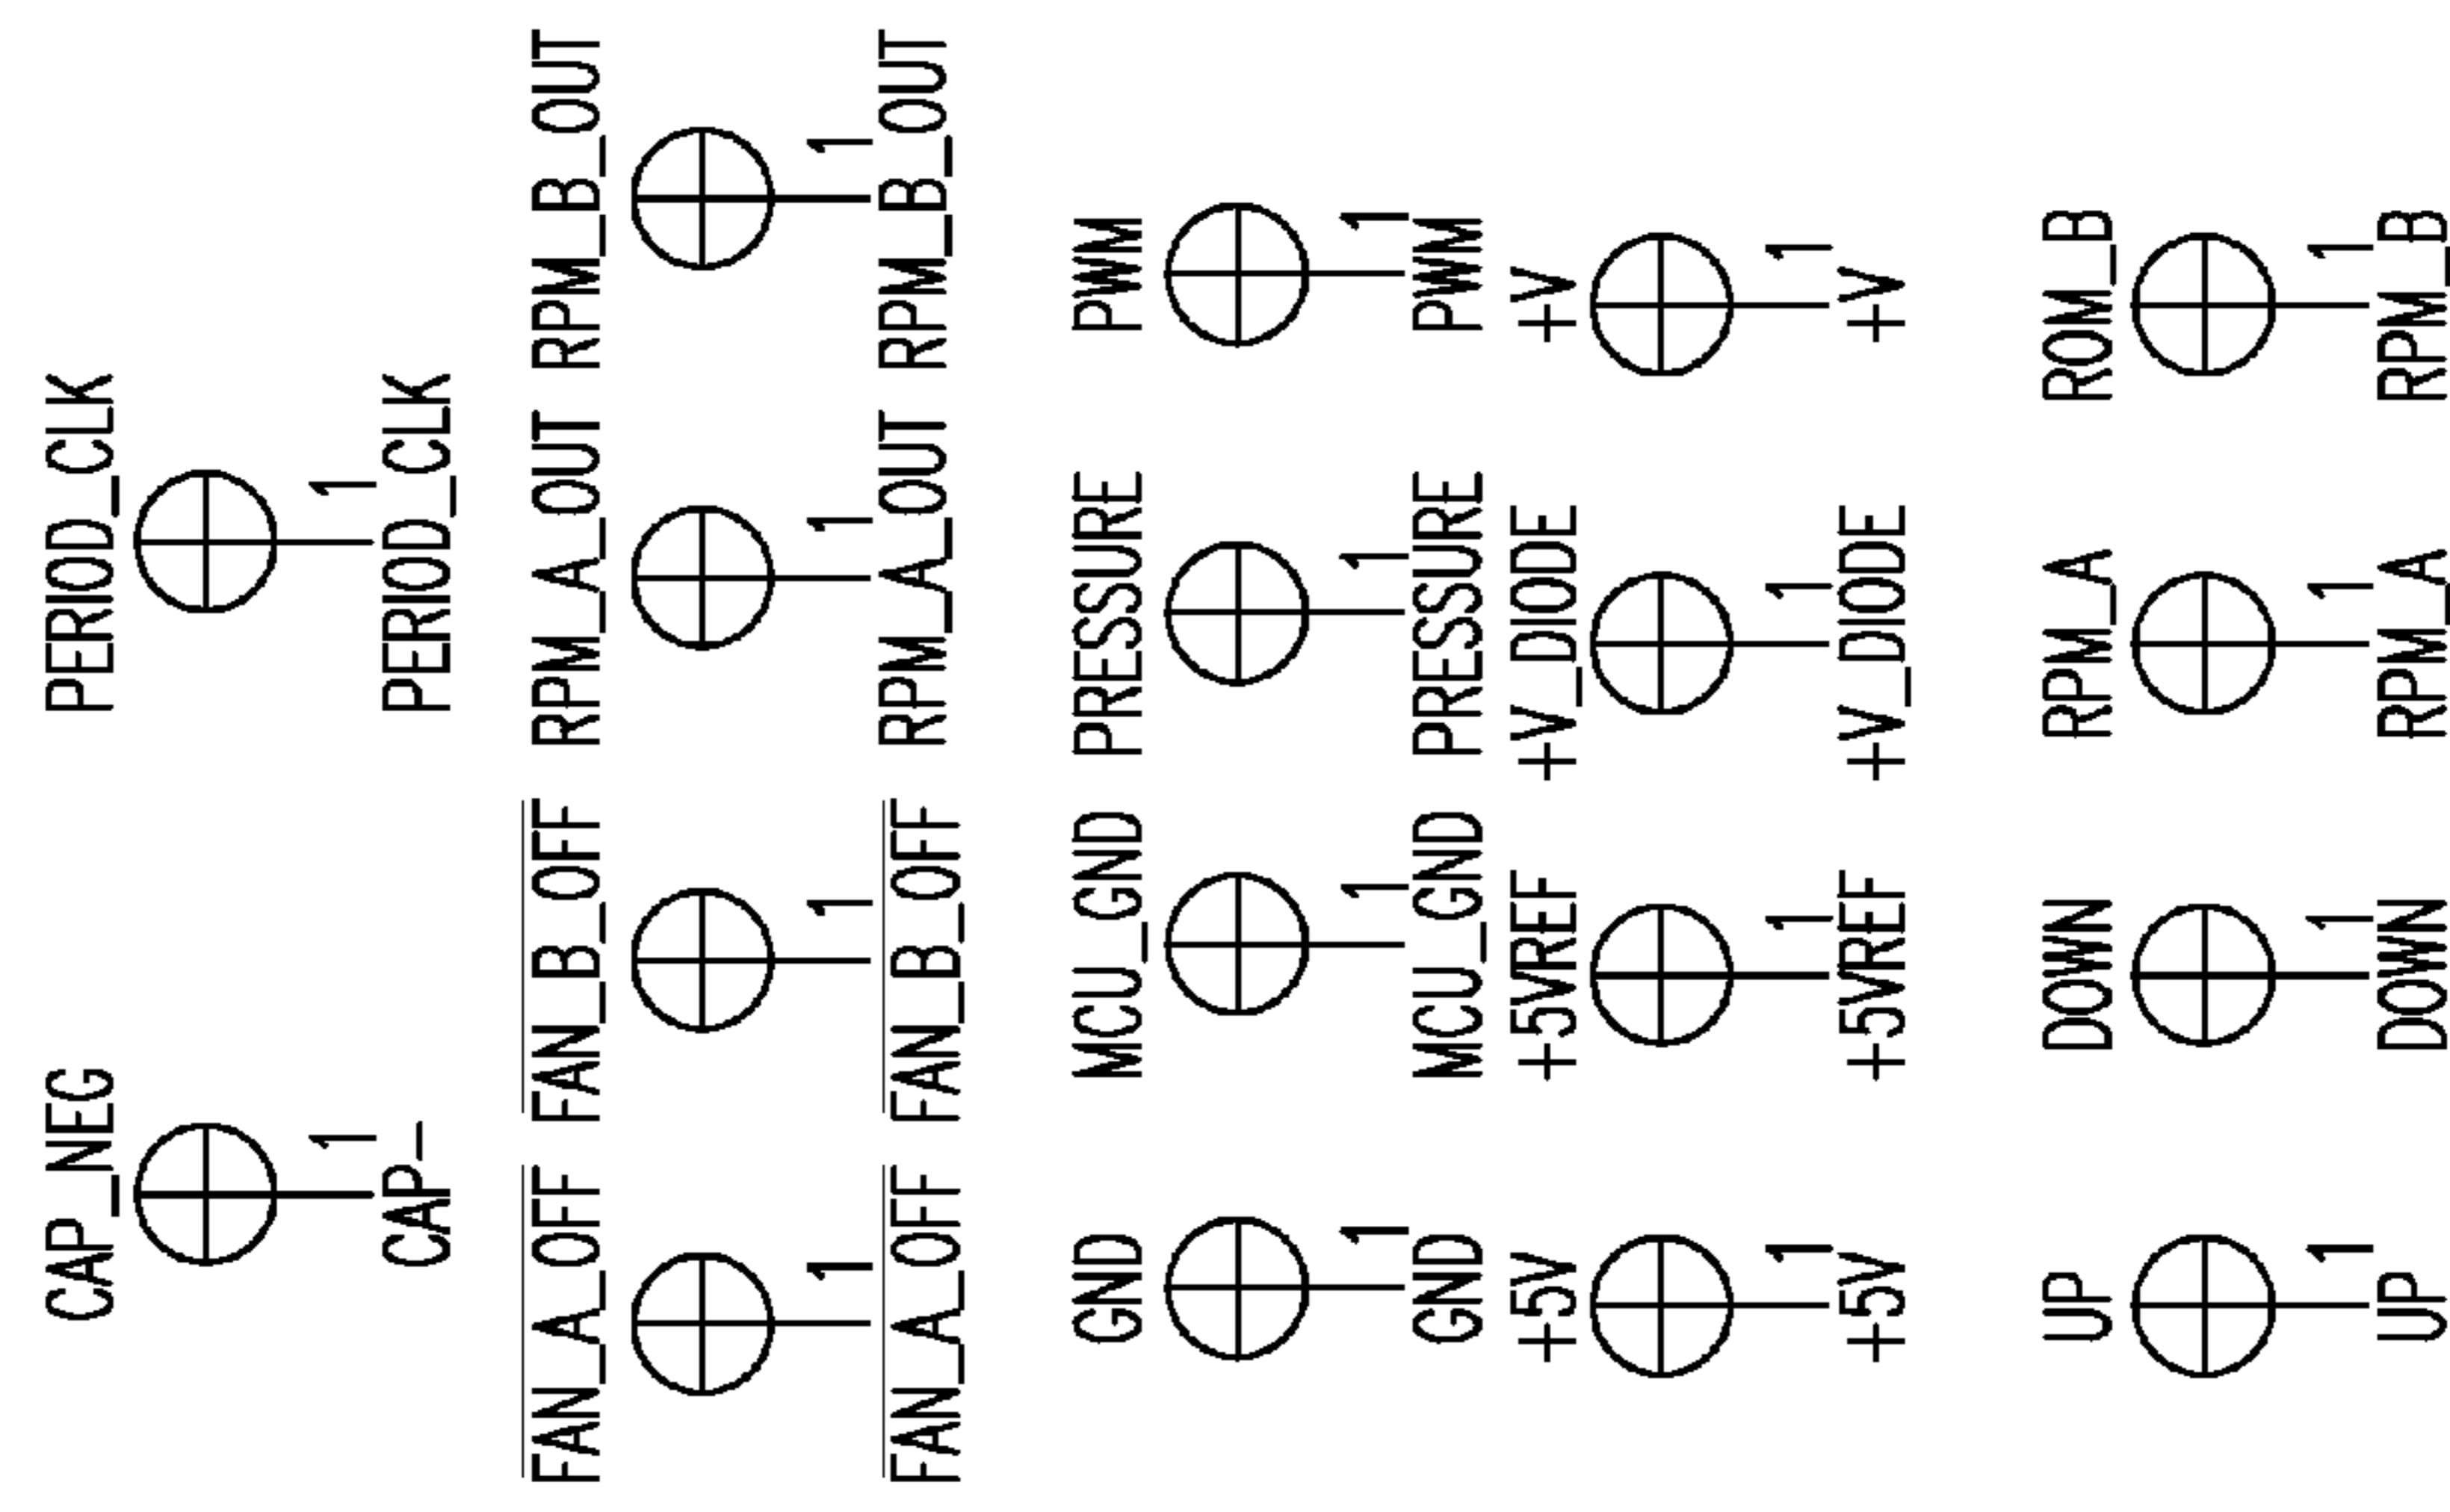 CAP_NEG PERIOD_CLK
1 1
CAP- PERIOD_CLK
FAN_A_OFF FAN_B_OFF RPM_A_OUT RPM_B_OUT
1 1 1 1
FAN_A_OFF FAN_B_OFF RPM_A_OUT RPM_B_OUT
GND MCU_GND PRESSURE PWM
1 1 1 1
GND MCU_GND PRESSURE PWM
+5V +5VREF +V_DIODE +V
1 1 1 1
+5V +5VREF +V_DIODE +V
UP DOWN RPM_A ROM_B
1 1 1 1
UP DOWN RPM_A RPM_B